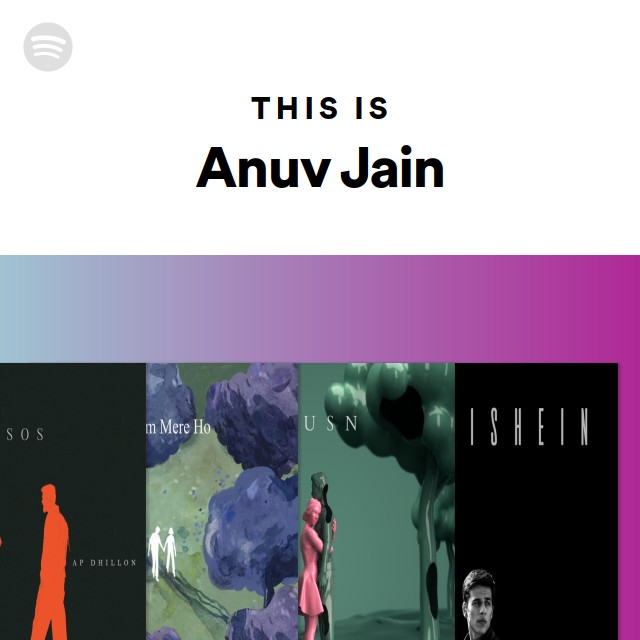 THIS IS
Anuv Jain
SOS
AP DHILLON
m Mere Ho
USN
ISHEIN